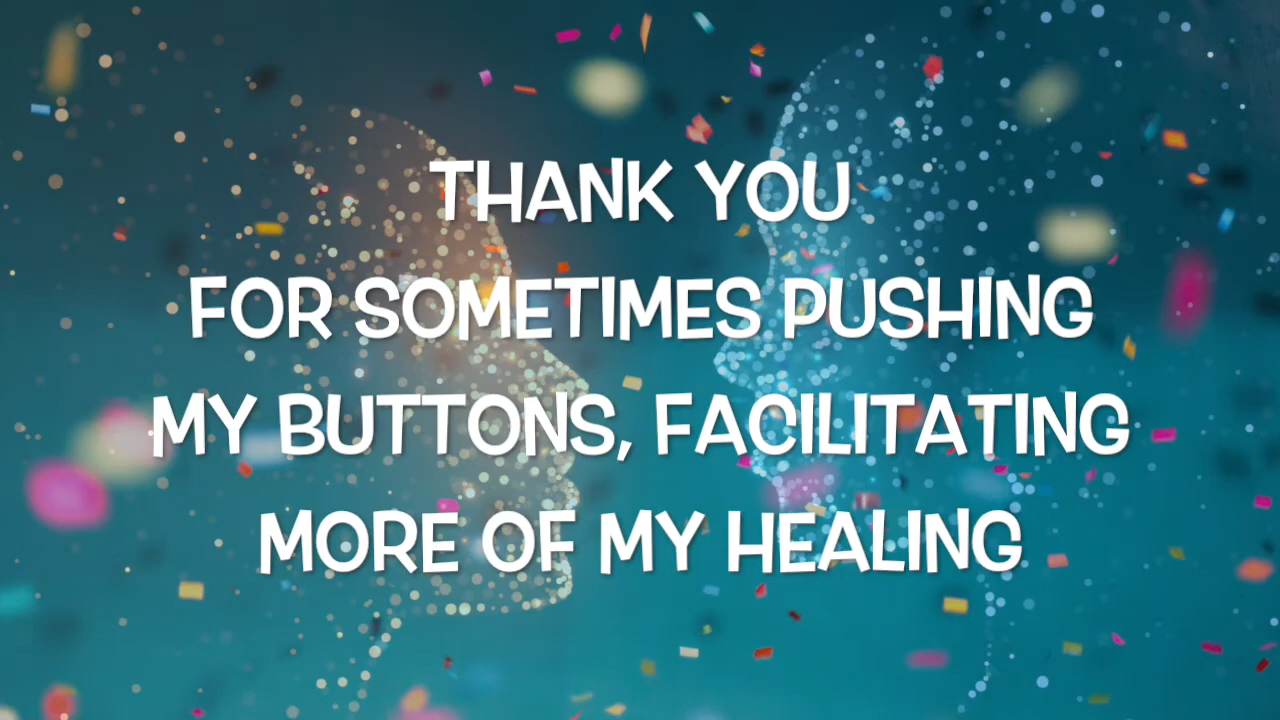 THANK YOU
FOR SOMETIMES PUSHING
MY BUTTONS, FACILITATING
MORE OF MY HEALING